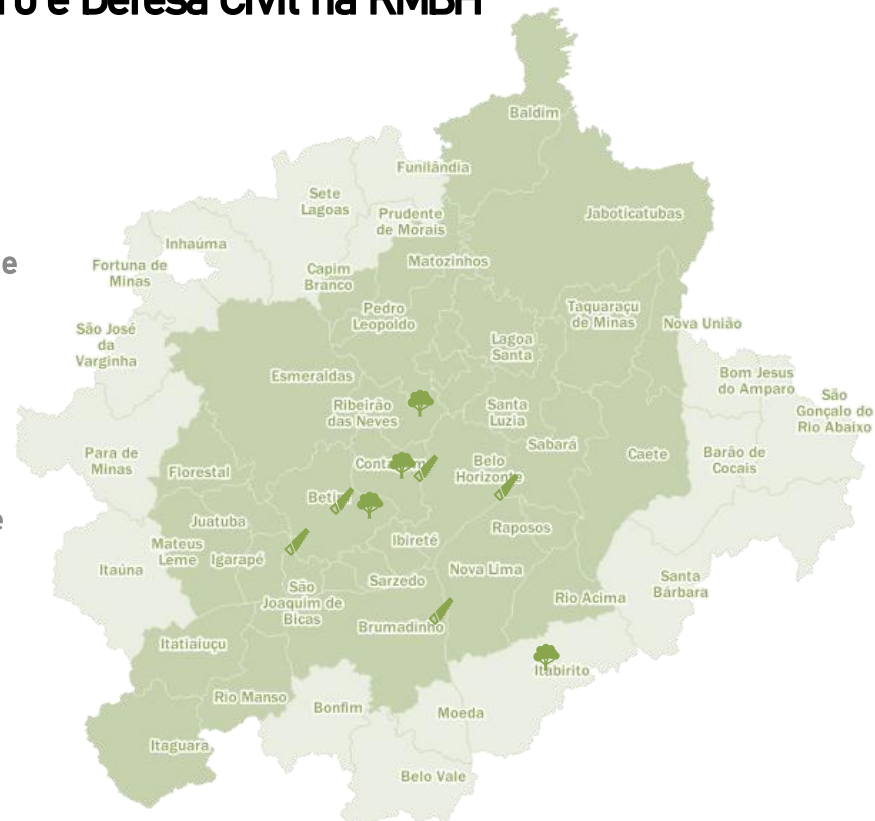 e Defesa Civil na RMBH
Baldim
Funilândia
Sete
Lagoas
Prudente
de Morais
Jaboticatubas
Inhaúma
e
Fortuna de
Minas
Matozinhos
Capim
Branco
Pedro
Leopoldo
Taquaraçu
de Minas
São José
da
Varginha
Nova União
Lagoa
Santa
Esmeraldas
Bom Jesus
do Amparo
São
Gonçalo do
Rio Abaixo
Ribeirão
das Neves
Santa
Luzia
Sabará
Caete
Barão de
Cocais
Para de
Minas
Florestal
Contagem
Belo
Horizonte
Betim
e
Juatuba
Raposos
Ibireté
Mateus
Leme
Igarapé
Itaúna
Nova Lima
Sarzedo
São
Joaquim de
Bicas
Santa
Bárbara
Rio Acima
Brumadinho
Itatiaiuçu
Itabirito
Rio Manso
Bonfim
Moeda
Itaguara
Belo Vale